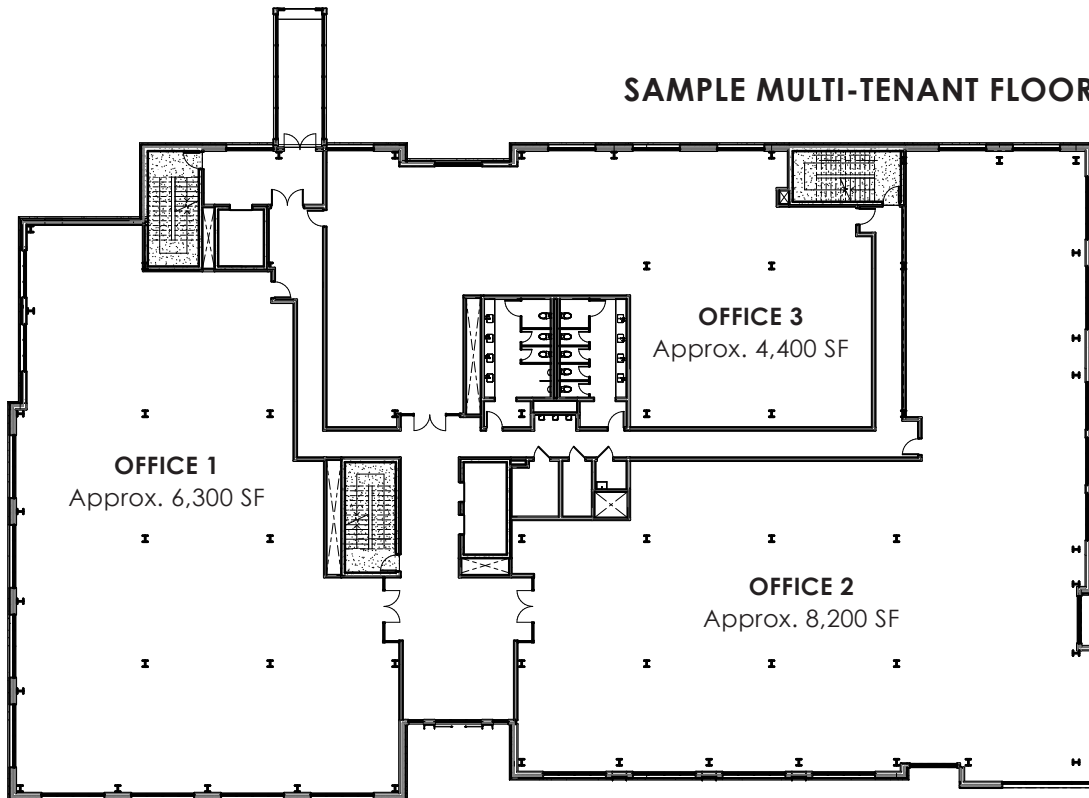 SAMPLE MULTI-TENANT FLOOR
OFFICE 3
Approx. 4,400 SF
OFFICE 1
Approx. 6,300 SF
OFFICE 2
Approx. 8,200 SF